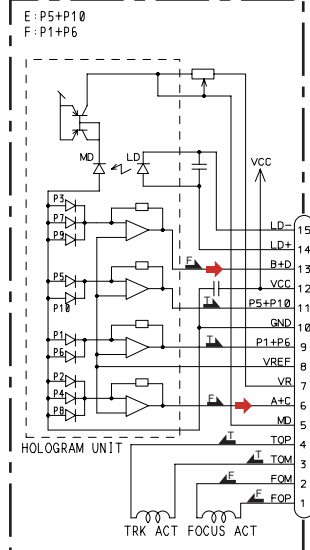 E:P5+P10
F:P1+P6
MD
LD
VCC
P3
P7
P9
P5
P10
P1
P6
P2
P4
P8
LD- 15
LD+ 14
F B+D 13
VCC 12
T P5+P10 11
GND 10
T P1+P6 9
VREF 8
VR 7
F A+C 6
MD 5
T TOP 4
T TOM 3
F FOM 2
F FOP 1
HOLOGRAM UNIT
TRK ACT FOCUS ACT